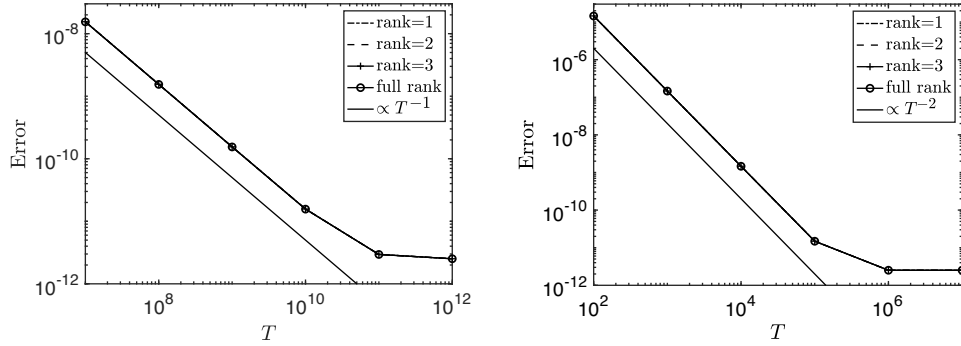 10^-8
10^-10
10^-12
Error
10^8
10^10
10^12
T
rank=1
rank=2
rank=3
full rank
∝ T^-1
10^-6
10^-8
10^-10
10^-12
Error
10^2
10^4
10^6
T
rank=1
rank=2
rank=3
full rank
∝ T^-2